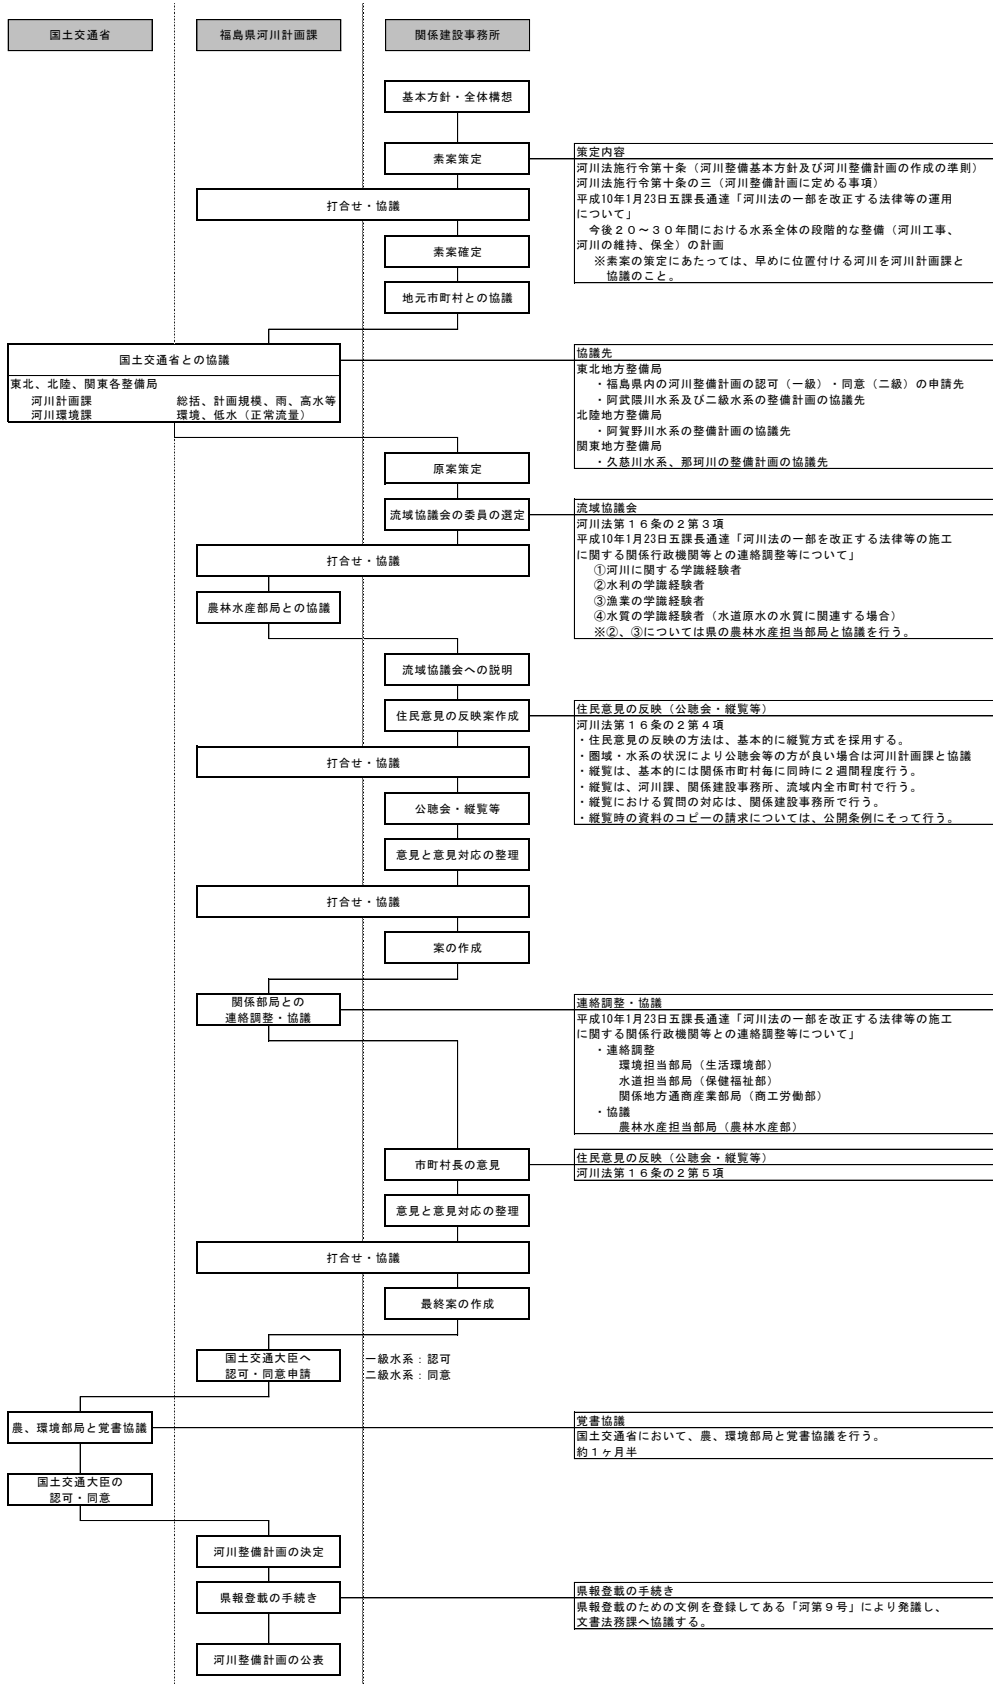 国土交通省
福島県河川計画課
関係建設事務所
基本方針・全体構想
素案策定
策定内容
河川法施行令第十条（河川整備基本方針及び河川整備計画の作成の準則）
河川法施行令第十条の三（河川整備計画に定める事項）
平成10年1月23日五課長通達「河川法の一部を改正する法律等の運用
について」
今後２０～３０年間における水系全体の段階的な整備（河川工事、
河川の維持、保全）の計画
※素案の策定にあたっては、早めに位置付ける河川を河川計画課と
協議のこと。
打合せ・協議
素案確定
地元市町村との協議
国土交通省との協議
東北、北陸、関東各整備局
河川計画課　総括、計画規模、雨、高水等
河川環境課　環境、低水（正常流量）
協議先
東北地方整備局
・福島県内の河川整備計画の認可（一級）・同意（二級）の申請先
・阿武隈川水系及び二級水系の整備計画の協議先
北陸地方整備局
・阿賀野川水系の整備計画の協議先
関東地方整備局
・久慈川水系、那珂川の整備計画の協議先
原案策定
流域協議会の委員の選定
流域協議会
河川法第１６条の２第３項
平成10年1月23日五課長通達「河川法の一部を改正する法律等の施工
に関する関係行政機関等との連絡調整等について」
①河川に関する学識経験者
②水利の学識経験者
③漁業の学識経験者
④水質の学識経験者（水道原水の水質に関連する場合）
※②、③については県の農林水産担当部局と協議を行う。
打合せ・協議
農林水産部局との協議
流域協議会への説明
住民意見の反映案作成
住民意見の反映（公聴会・縦覧等）
河川法第１６条の２第４項
・住民意見の反映の方法は、基本的に縦覧方式を採用する。
・圏域・水系の状況により公聴会等の方が良い場合は河川計画課と協議
・縦覧は、基本的には関係市町村毎に同時に２週間程度行う。
・縦覧は、河川課、関係建設事務所、流域内全市町村で行う。
・縦覧における質問の対応は、関係建設事務所で行う。
・縦覧時の資料のコピーの請求については、公開条例にそって行う。
打合せ・協議
公聴会・縦覧等
意見と意見対応の整理
打合せ・協議
案の作成
関係部局との
連絡調整・協議
連絡調整・協議
平成10年1月23日五課長通達「河川法の一部を改正する法律等の施工
に関する関係行政機関等との連絡調整等について」
・連絡調整
環境担当部局（生活環境部）
水道担当部局（保健福祉部）
関係地方通商産業部局（商工労働部）
・協議
農林水産担当部局（農林水産部）
市町村長の意見
住民意見の反映（公聴会・縦覧等）
河川法第１６条の２第５項
意見と意見対応の整理
打合せ・協議
最終案の作成
国土交通大臣へ
認可・同意申請
一級水系：認可
二級水系：同意
農、環境部局と覚書協議
覚書協議
国土交通省において、農、環境部局と覚書協議を行う。
約１ヶ月半
国土交通大臣の
認可・同意
河川整備計画の決定
県報登載の手続き
県報登載の手続き
県報登載のための文例を登録してある「河第９号」により発議し、
文書法務課へ協議する。
河川整備計画の公表